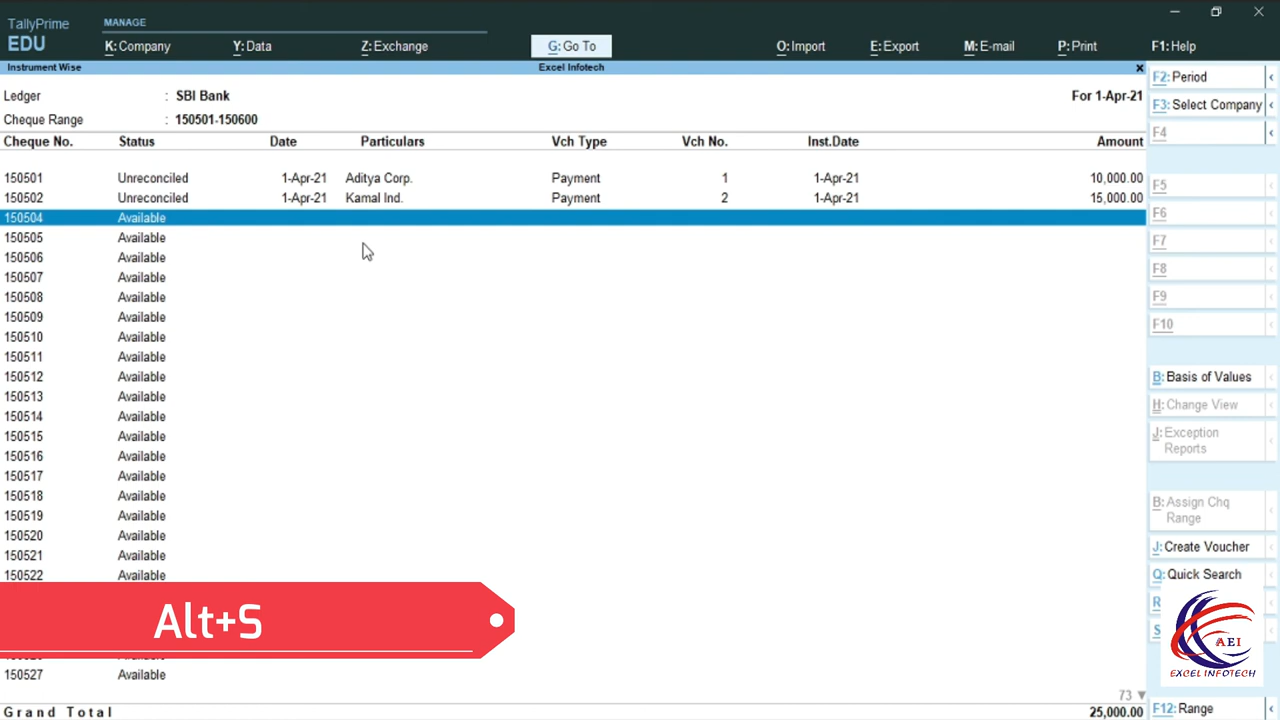 TallyPrime
EDU
MANAGE
K: Company Y: Data Z: Exchange G: Go To O: Import E: Export M: E-mail P: Print F1: Help
Instrument Wise Excel Infotech
Ledger : SBI Bank For 1-Apr-21
Cheque Range : 150501-150600
Cheque No. Status Date Particulars Vch Type Vch No. Inst.Date Amount
150501 Unreconciled 1-Apr-21 Aditya Corp. Payment 1 1-Apr-21 10,000.00
150502 Unreconciled 1-Apr-21 Kamal Ind. Payment 2 1-Apr-21 15,000.00
150504 Available
150505 Available
150506 Available
150507 Available
150508 Available
150509 Available
150510 Available
150511 Available
150512 Available
150513 Available
150514 Available
150515 Available
150516 Available
150517 Available
150518 Available
150519 Available
150520 Available
150521 Available
150522 Available
Alt+S
150527 Available
73
Grand Total 25,000.00
F2: Period
F3: Select Company
F4
F5
F6
F7
F8
F9
F10
B: Basis of Values
H: Change View
J: Exception
Reports
B: Assign Chq
Range
J: Create Voucher
Q: Quick Search
R
S
AEI
EXCEL INFOTECH
F12: Range